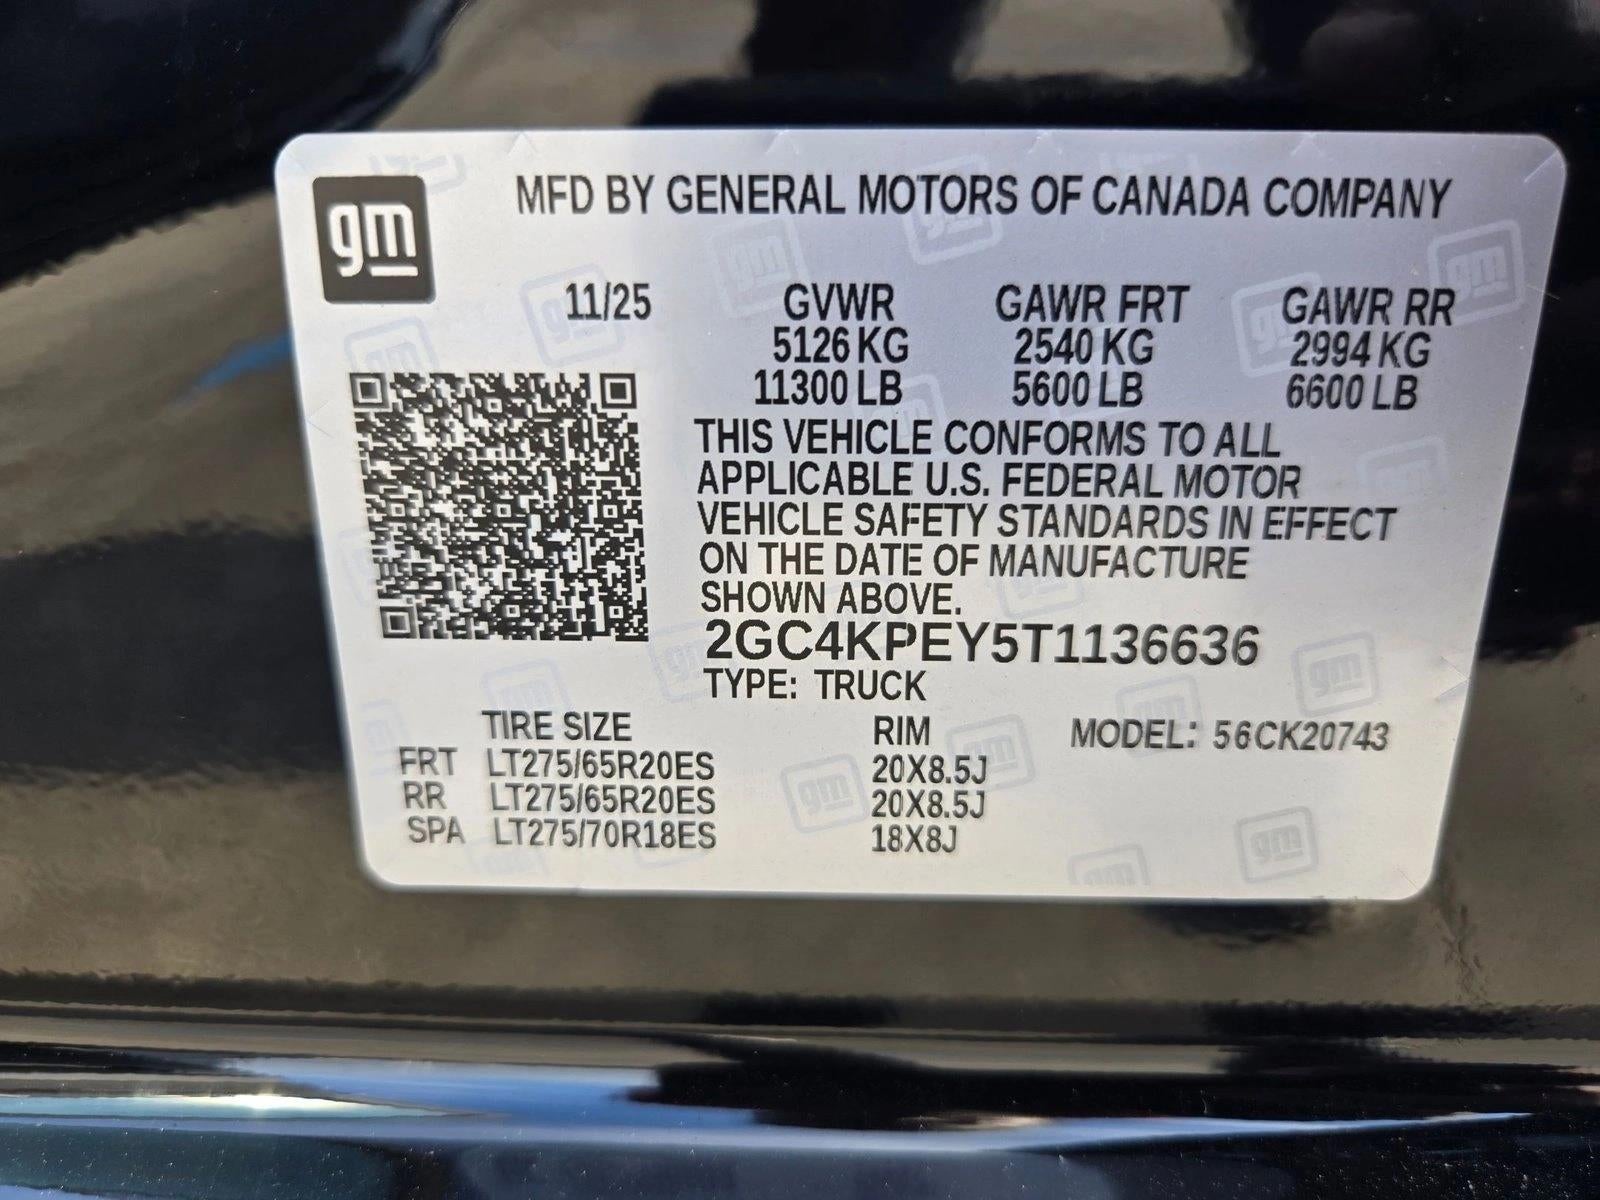 gm
MFD BY GENERAL MOTORS OF CANADA COMPANY
11/25 GVWR GAWR FRT GAWR RR
5126 KG 2540 KG 2994 KG
11300 LB 5600 LB 6600 LB
THIS VEHICLE CONFORMS TO ALL
APPLICABLE U.S. FEDERAL MOTOR
VEHICLE SAFETY STANDARDS IN EFFECT
ON THE DATE OF MANUFACTURE
SHOWN ABOVE.
2GC4KPEY5T1136636
TYPE: TRUCK
TIRE SIZE RIM MODEL: 56CK20743
FRT LT275/65R20ES 20X8.5J
RR LT275/65R20ES 20X8.5J
SPA LT275/70R18ES 18X8J